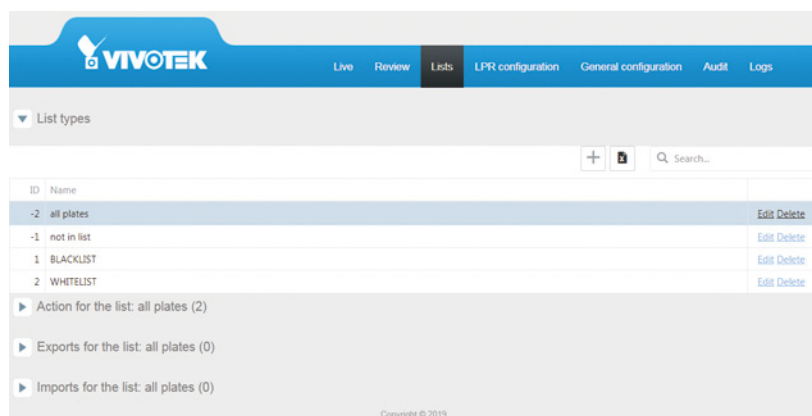 VIVOTEK
Live Review Lists LPR configuration General configuration Audit Logs
List types
Search...
ID Name
-2 all plates Edit Delete
-1 not in list Edit Delete
1 BLACKLIST Edit Delete
2 WHITELIST Edit Delete
Action for the list: all plates (2)
Exports for the list: all plates (0)
Imports for the list: all plates (0)
Copyright © 2019